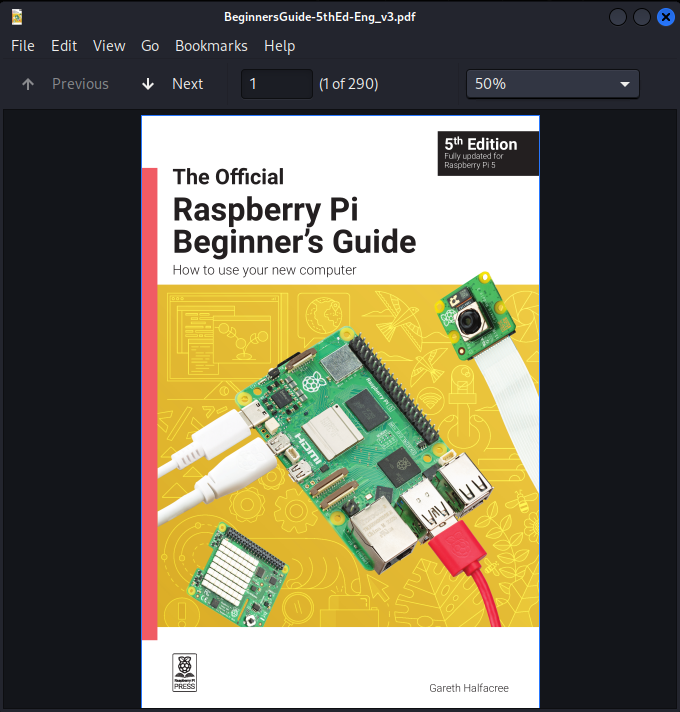 BeginnersGuide-5thEd-Eng_v3.pdf
File Edit View Go Bookmarks Help
Previous Next 1 (1 of 290) 50%
5th Edition
Fully updated for
Raspberry Pi 5
The Official
Raspberry Pi
Beginner's Guide
How to use your new computer
HDMI
Raspberry Pi
PRESS
Gareth Halfacree